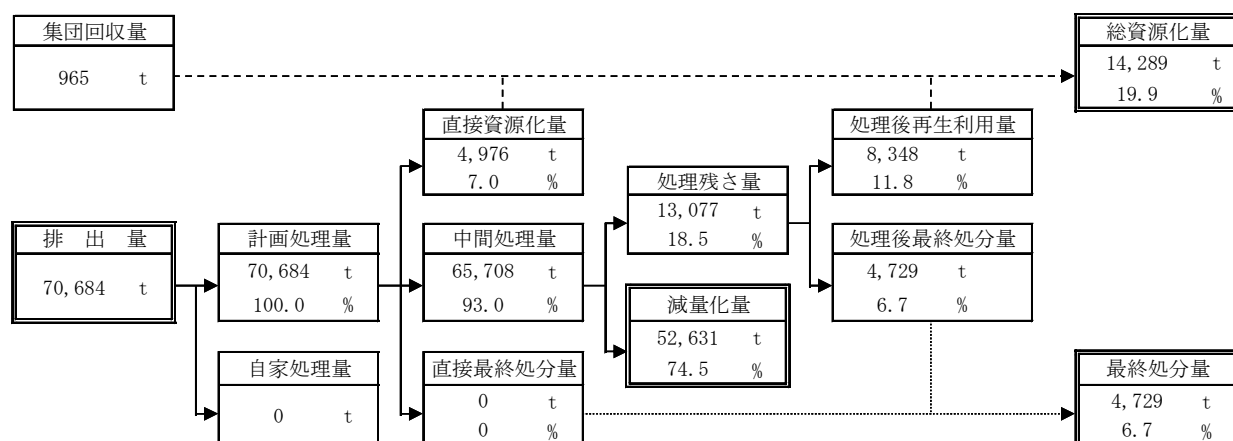 集団回収量
965 t
総資源化量
14,289 t
19.9 %
直接資源化量
4,976 t
7.0 %
処理後再生利用量
8,348 t
11.8 %
処理残さ量
13,077 t
18.5 %
排 出 量
70,684 t
計画処理量
70,684 t
100.0 %
中間処理量
65,708 t
93.0 %
処理後最終処分量
4,729 t
6.7 %
減量化量
52,631 t
74.5 %
自家処理量
0 t
直接最終処分量
0 t
0 %
最終処分量
4,729 t
6.7 %